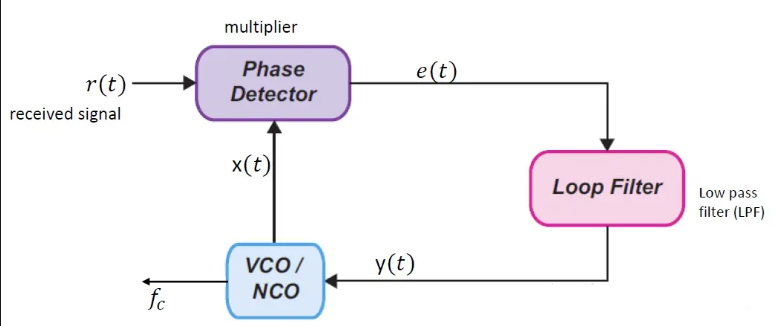 multiplier
Phase
Detector
r(t)
e(t)
received signal
x(t)
Loop Filter
Low pass
filter (LPF)
VCO /
NCO
y(t)
f_c